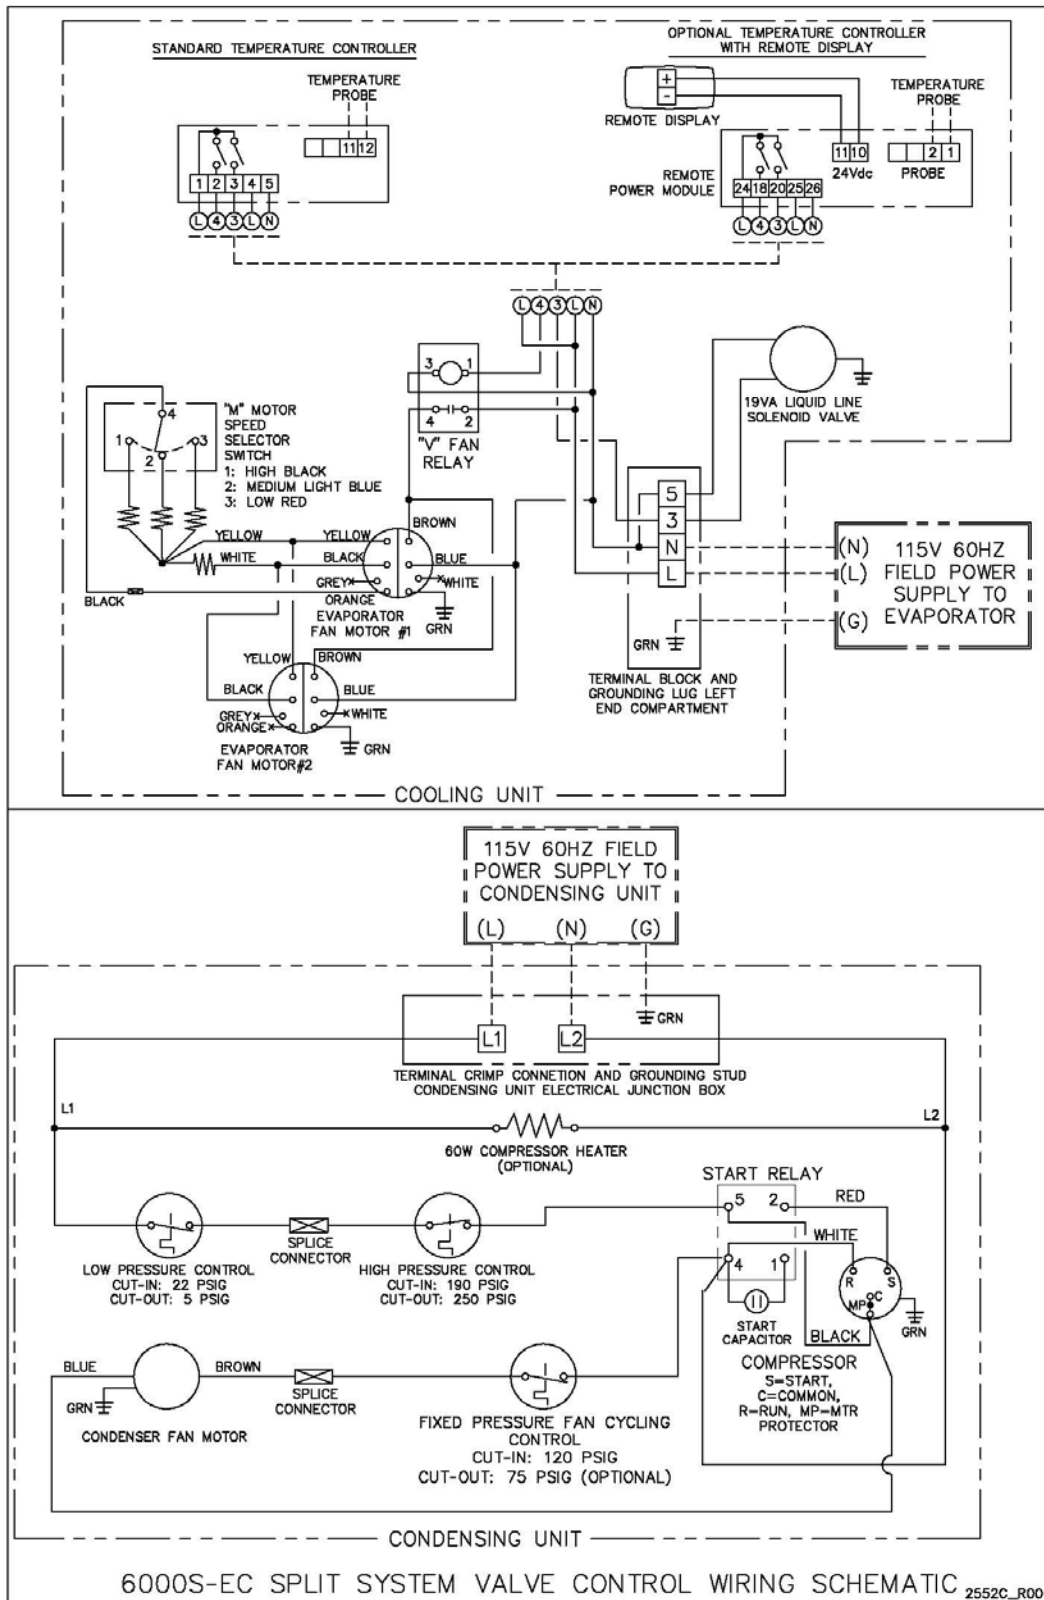 STANDARD TEMPERATURE CONTROLLER
OPTIONAL TEMPERATURE CONTROLLER
WITH REMOTE DISPLAY
TEMPERATURE
PROBE
11 12
1 2 3 4 5
L 4 3 L N
+
-
REMOTE DISPLAY
TEMPERATURE
PROBE
11 10
24Vdc
2 1
PROBE
REMOTE
POWER MODULE
24 18 20 25 26
L 4 3 L N
L 4 3 L N
3 1
4 2
"V" FAN
RELAY
19VA LIQUID LINE
SOLENOID VALVE
4
1
2
3
"M" MOTOR
SPEED
SELECTOR
SWITCH
1: HIGH BLACK
2: MEDIUM LIGHT BLUE
3: LOW RED
YELLOW
YELLOW
BROWN
WHITE
BLACK
BLUE
GREY
WHITE
BLACK
ORANGE
GRN
EVAPORATOR
FAN MOTOR #1
YELLOW
BROWN
BLACK
BLUE
GREY
WHITE
ORANGE
GRN
EVAPORATOR
FAN MOTOR#2
5
3
N
L
GRN
TERMINAL BLOCK AND
GROUNDING LUG LEFT
END COMPARTMENT
(N)
(L)
(G)
115V 60HZ
FIELD POWER
SUPPLY TO
EVAPORATOR
COOLING UNIT
115V 60HZ FIELD
POWER SUPPLY TO
CONDENSING UNIT
(L) (N) (G)
GRN
L1 L2
TERMINAL CRIMP CONNETION AND GROUNDING STUD
CONDENSING UNIT ELECTRICAL JUNCTION BOX
L1
L2
60W COMPRESSOR HEATER
(OPTIONAL)
START RELAY
5 2
RED
WHITE
4 1
SPLICE
CONNECTOR
LOW PRESSURE CONTROL
CUT-IN: 22 PSIG
CUT-OUT: 5 PSIG
HIGH PRESSURE CONTROL
CUT-IN: 190 PSIG
CUT-OUT: 250 PSIG
START
CAPACITOR
R S
C
MP
GRN
BLACK
COMPRESSOR
S=START,
C=COMMON,
R=RUN, MP=MTR
PROTECTOR
BLUE
BROWN
GRN
CONDENSER FAN MOTOR
SPLICE
CONNECTOR
FIXED PRESSURE FAN CYCLING
CONTROL
CUT-IN: 120 PSIG
CUT-OUT: 75 PSIG (OPTIONAL)
CONDENSING UNIT
6000S-EC SPLIT SYSTEM VALVE CONTROL WIRING SCHEMATIC
2552C_R00